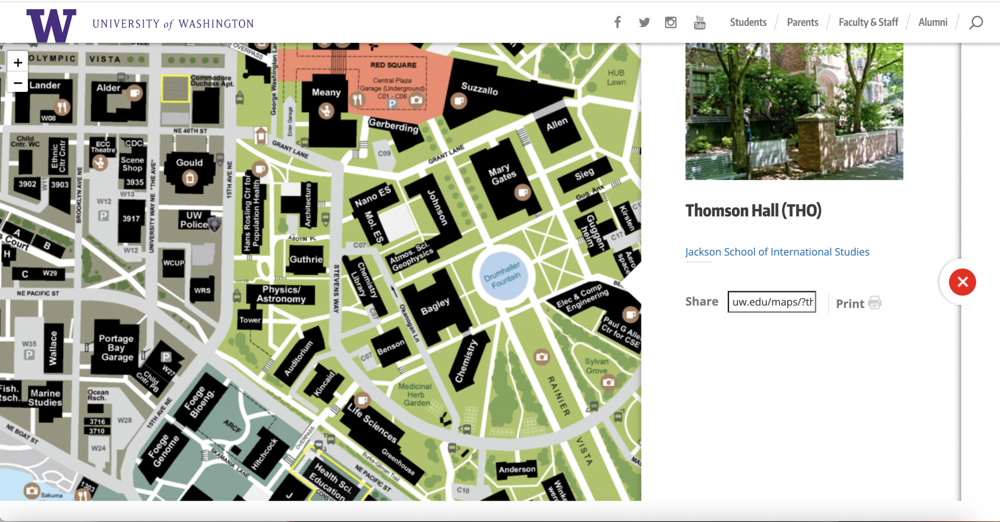 W
UNIVERSITY of WASHINGTON
You
Tube
Students
Parents
Faculty & Staff
Alumni
+
−
OLYMPIC VISTA
OVERPASS
George Washington Lan
RED SQUARE
Central Plaza
Garage (Underground)
C01 - C06
P
HUB
Lawn
Lander
W08
Alder
Commodore
Duchess Apt.
Meany
Suzzallo
Allen
Gerberding
Enter Garage
NE 40TH ST
GRANT LANE
C09
GRANT LANE
Child
Cntr. WC
Ethnic
Cltr Cntr
ECC
Theatre
CDC
Scene
Shop
3935
Gould
Mary
Gates
Sieg
Gug. Anx
3902
W11
3903
W13
W12
P
BROOKLYN AVE NE
UNIVERSITY WAY NE "THE AVE"
15TH AVE NE
Hans Rosling Ctr for
Population Health
Architecture
Nano ES
Mol. ES
Johnson
Kirsten
C1
Guggen-
heim
C17
Aero
space
3917
UW
Police
A
B
s Court
H
W12
ASOTIN PL
C07
Atmos. Sci.
Geophysics
Guthrie
STEVENS WAY
Chemistry
Library
Drumheller
Fountain
WCUP
C
W29
WRS
NE PACIFIC ST
Physics/
Astronomy
Tower
C07
Okanogan Ln
Bagley
BE
Elec & Comp
Engineering
Paul G Alle
Ctr for CSE
W35
P
Wallace
Portage
Bay
Garage
P
W27
Child
Cntr. PB
Auditorium
Benson
C07
Kincaid
Chemistry
Sylvan
Grove
RAINIER
VISTA
Medicinal
Herb
Garden
Fish.
Rsch.
Marine
Studies
Ocean
Rsch.
3716
3710
W28
W24
15TH AVE NE
Foege
Bioeng.
ARCF
Foege
Genome
Hitchcock
SKAMANIA LANE
OVERPASS
Life Sciences
Greenhouse
Burke-Gilman Trail
NE PACIFIC ST
Health Sci.
Education
CONST
J
NE BOAT ST
1303
Sakuma
Anderson
C10
Winke
MAS
Thomson Hall (THO)
Jackson School of International Studies
Share
uw.edu/maps/?th
Print